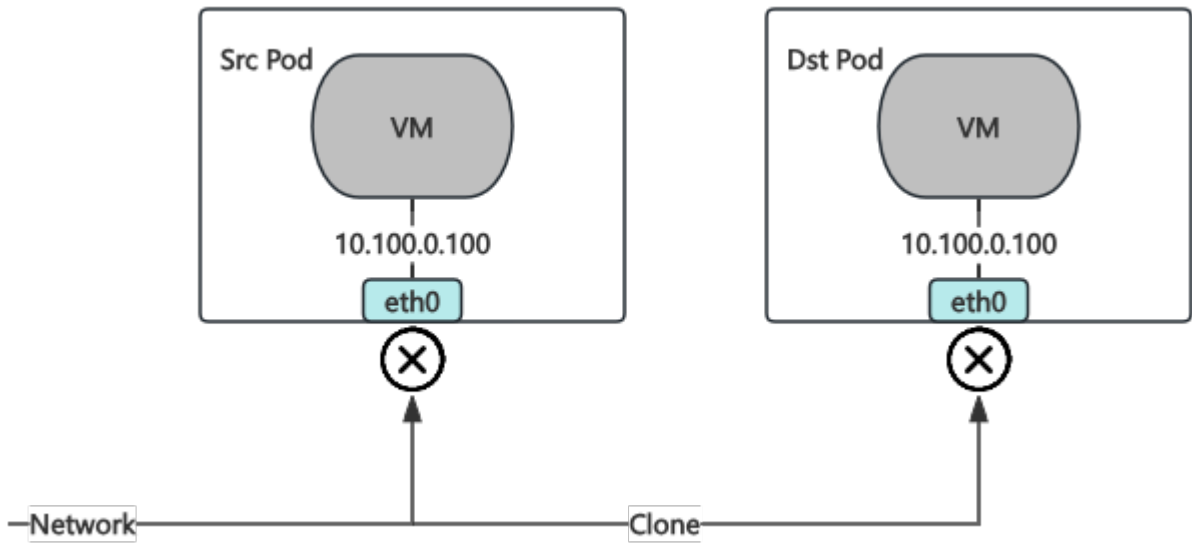 Src Pod
VM
10.100.0.100
eth0
Dst Pod
VM
10.100.0.100
eth0
Network
Clone